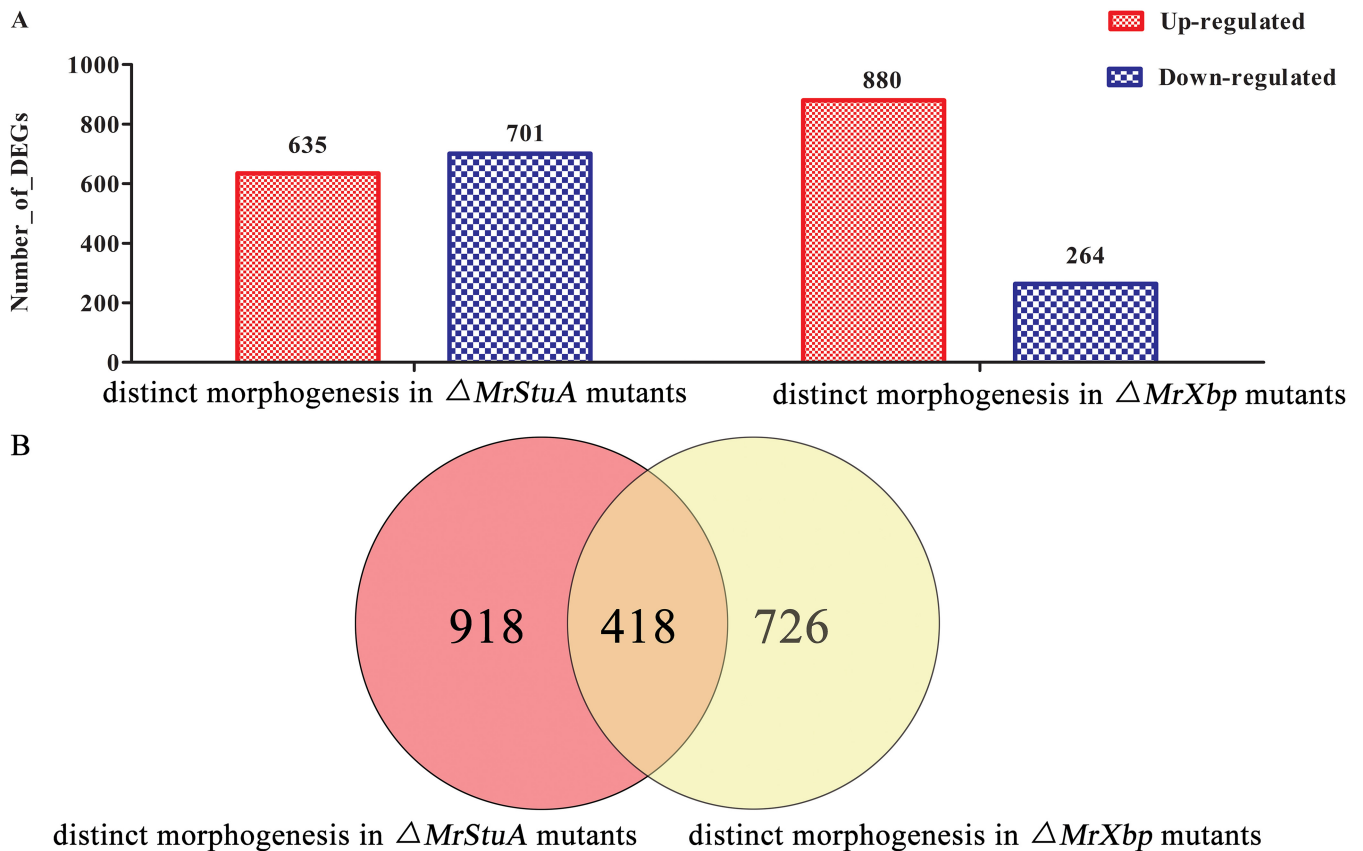 A
Up-regulated
Down-regulated
Number_of_DEGs
1000
800
600
400
200
0
635
701
880
264
distinct morphogenesis in △MrStuA mutants
distinct morphogenesis in △MrXbp mutants
B
918
418
726
distinct morphogenesis in △MrStuA mutants
distinct morphogenesis in △MrXbp mutants